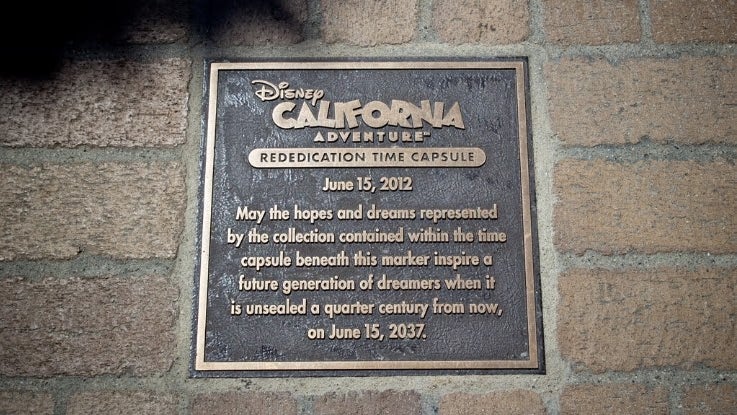 Disney
CALIFORNIA
ADVENTURE™
REDEDICATION TIME CAPSULE
June 15, 2012
May the hopes and dreams represented
by the collection contained within the time
capsule beneath this marker inspire a
future generation of dreamers when it
is unsealed a quarter century from now,
on June 15, 2037.